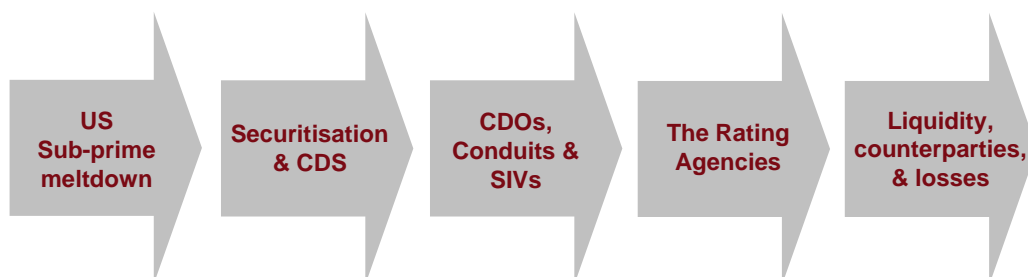 US
Sub-prime
meltdown
Securitisation
& CDS
CDOs,
Conduits &
SIVs
The Rating
Agencies
Liquidity,
counterparties,
& losses